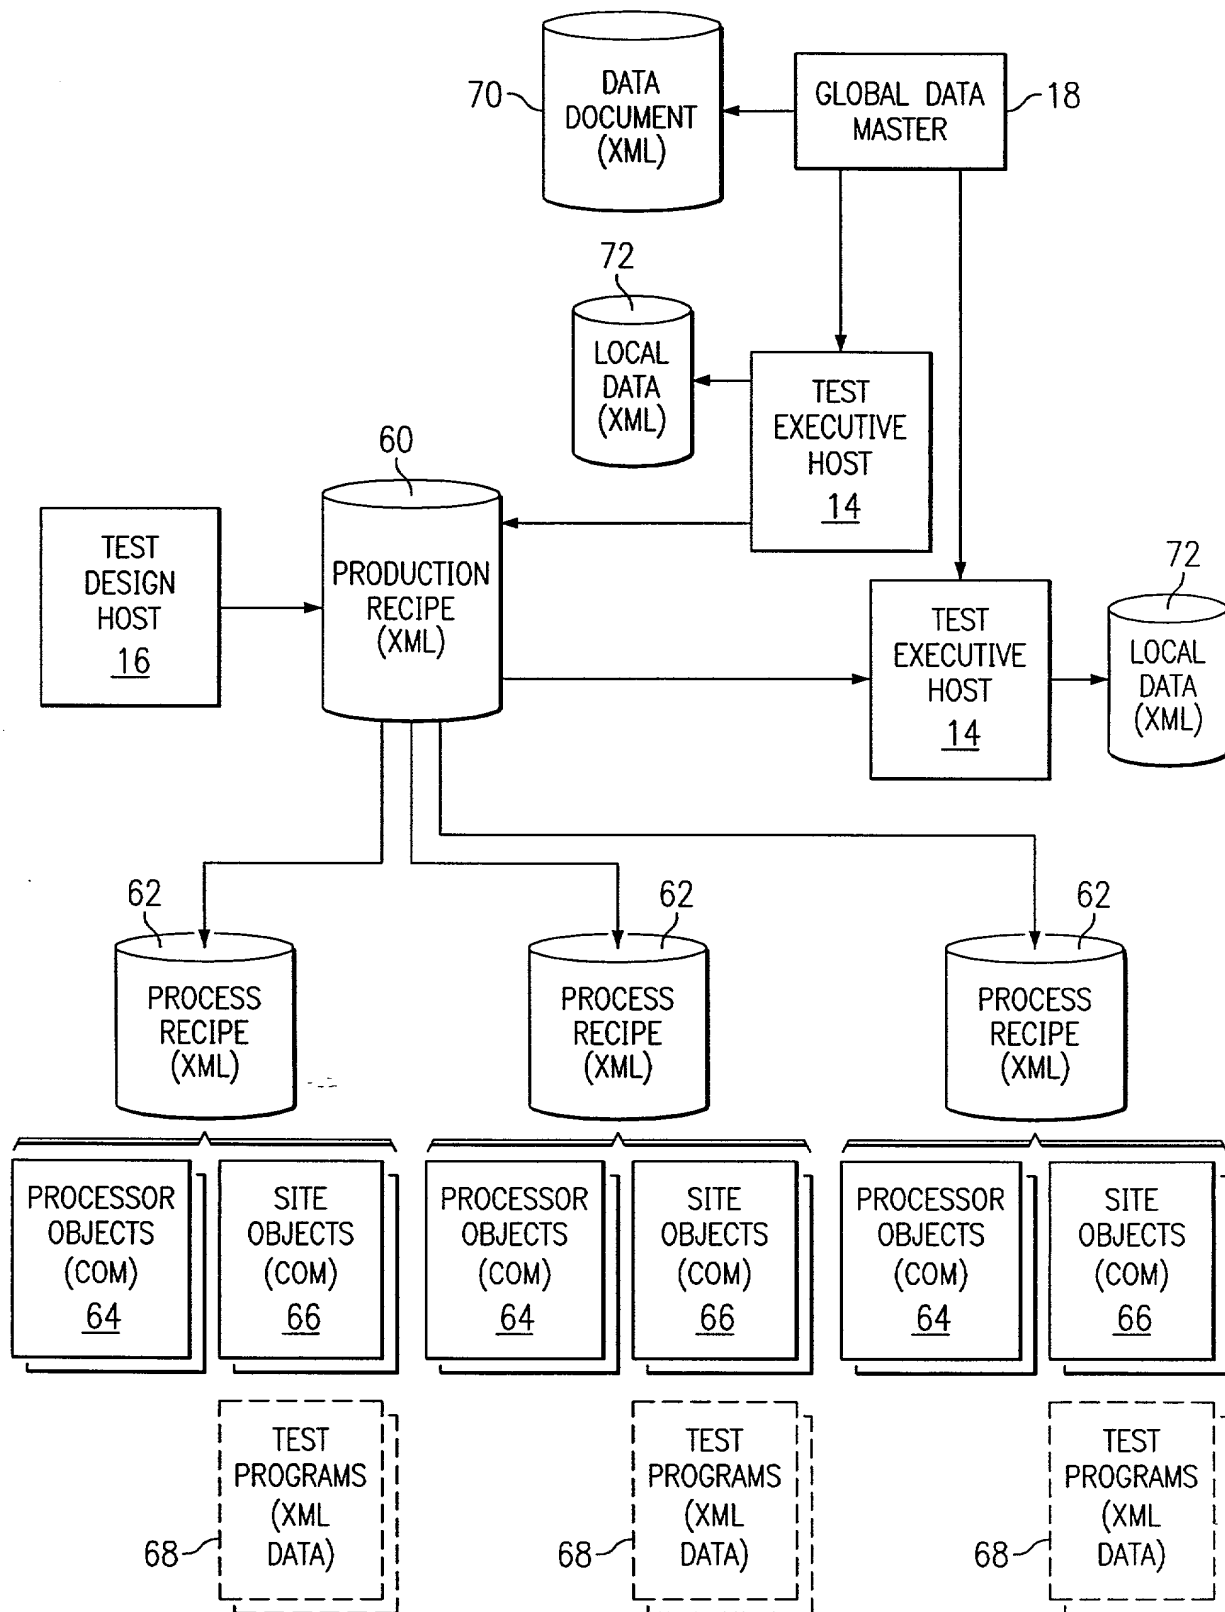 70
DATA
DOCUMENT
(XML)
GLOBAL DATA
MASTER
18
72
LOCAL
DATA
(XML)
TEST
EXECUTIVE
HOST
14
60
PRODUCTION
RECIPE
(XML)
TEST
DESIGN
HOST
16
TEST
EXECUTIVE
HOST
14
72
LOCAL
DATA
(XML)
62
PROCESS
RECIPE
(XML)
62
PROCESS
RECIPE
(XML)
62
PROCESS
RECIPE
(XML)
PROCESSOR
OBJECTS
(COM)
64
SITE
OBJECTS
(COM)
66
PROCESSOR
OBJECTS
(COM)
64
SITE
OBJECTS
(COM)
66
PROCESSOR
OBJECTS
(COM)
64
SITE
OBJECTS
(COM)
66
TEST
PROGRAMS
(XML
DATA)
68
TEST
PROGRAMS
(XML
DATA)
68
TEST
PROGRAMS
(XML
DATA)
68